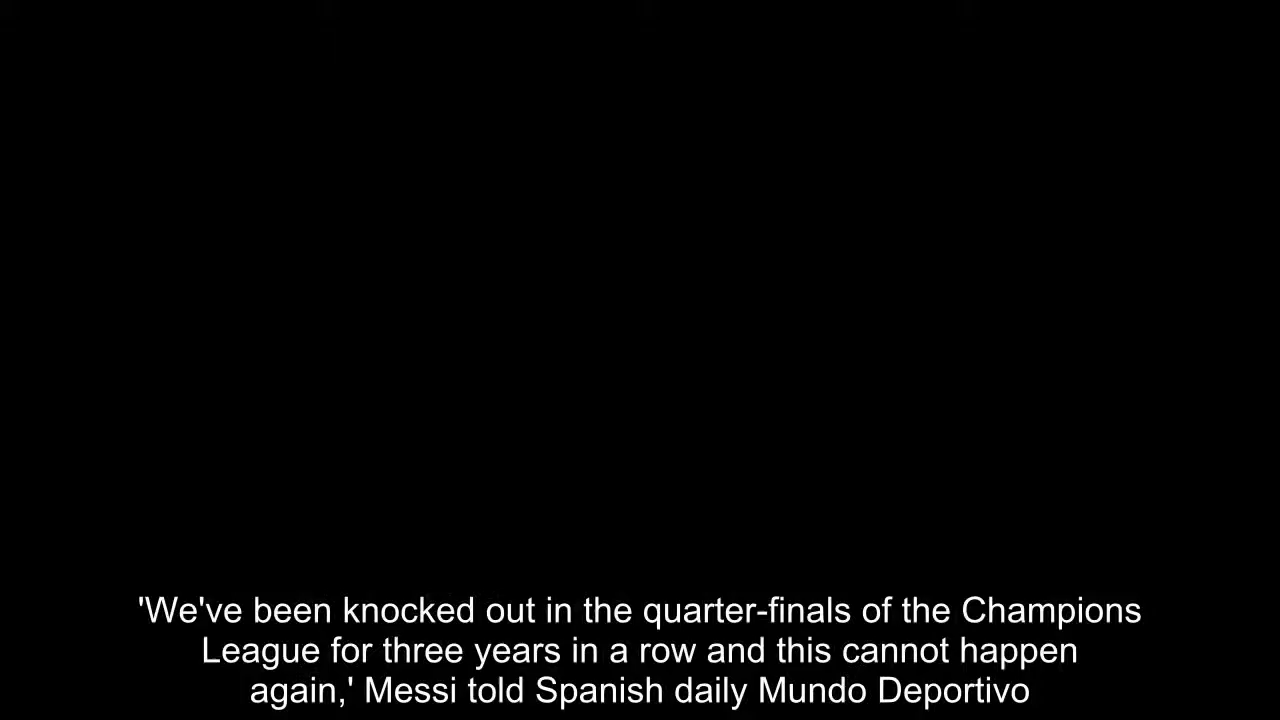 'We've been knocked out in the quarter-finals of the Champions
League for three years in a row and this cannot happen
again,' Messi told Spanish daily Mundo Deportivo